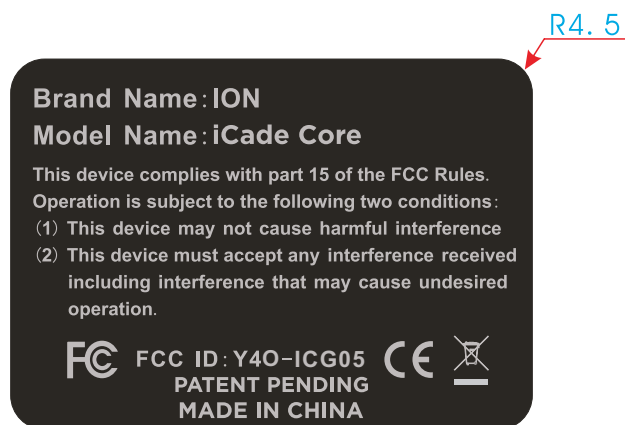 R4.5
Brand Name:ION
Model Name:iCade Core
This device complies with part 15 of the FCC Rules.
Operation is subject to the following two conditions:
(1) This device may not cause harmful interference
(2) This device must accept any interference received
including interference that may cause undesired
operation.
FC FCC ID:Y4O-ICG05 CE
PATENT PENDING
MADE IN CHINA